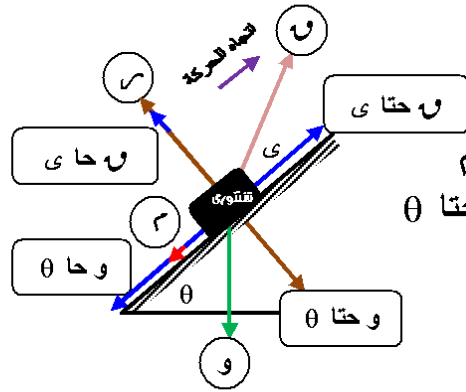 اتجاه الحركة
ق
ر
ق حتا ى
ق حا ى
ى
م
حتا θ
م
و حا θ
θ
و حتا θ
و